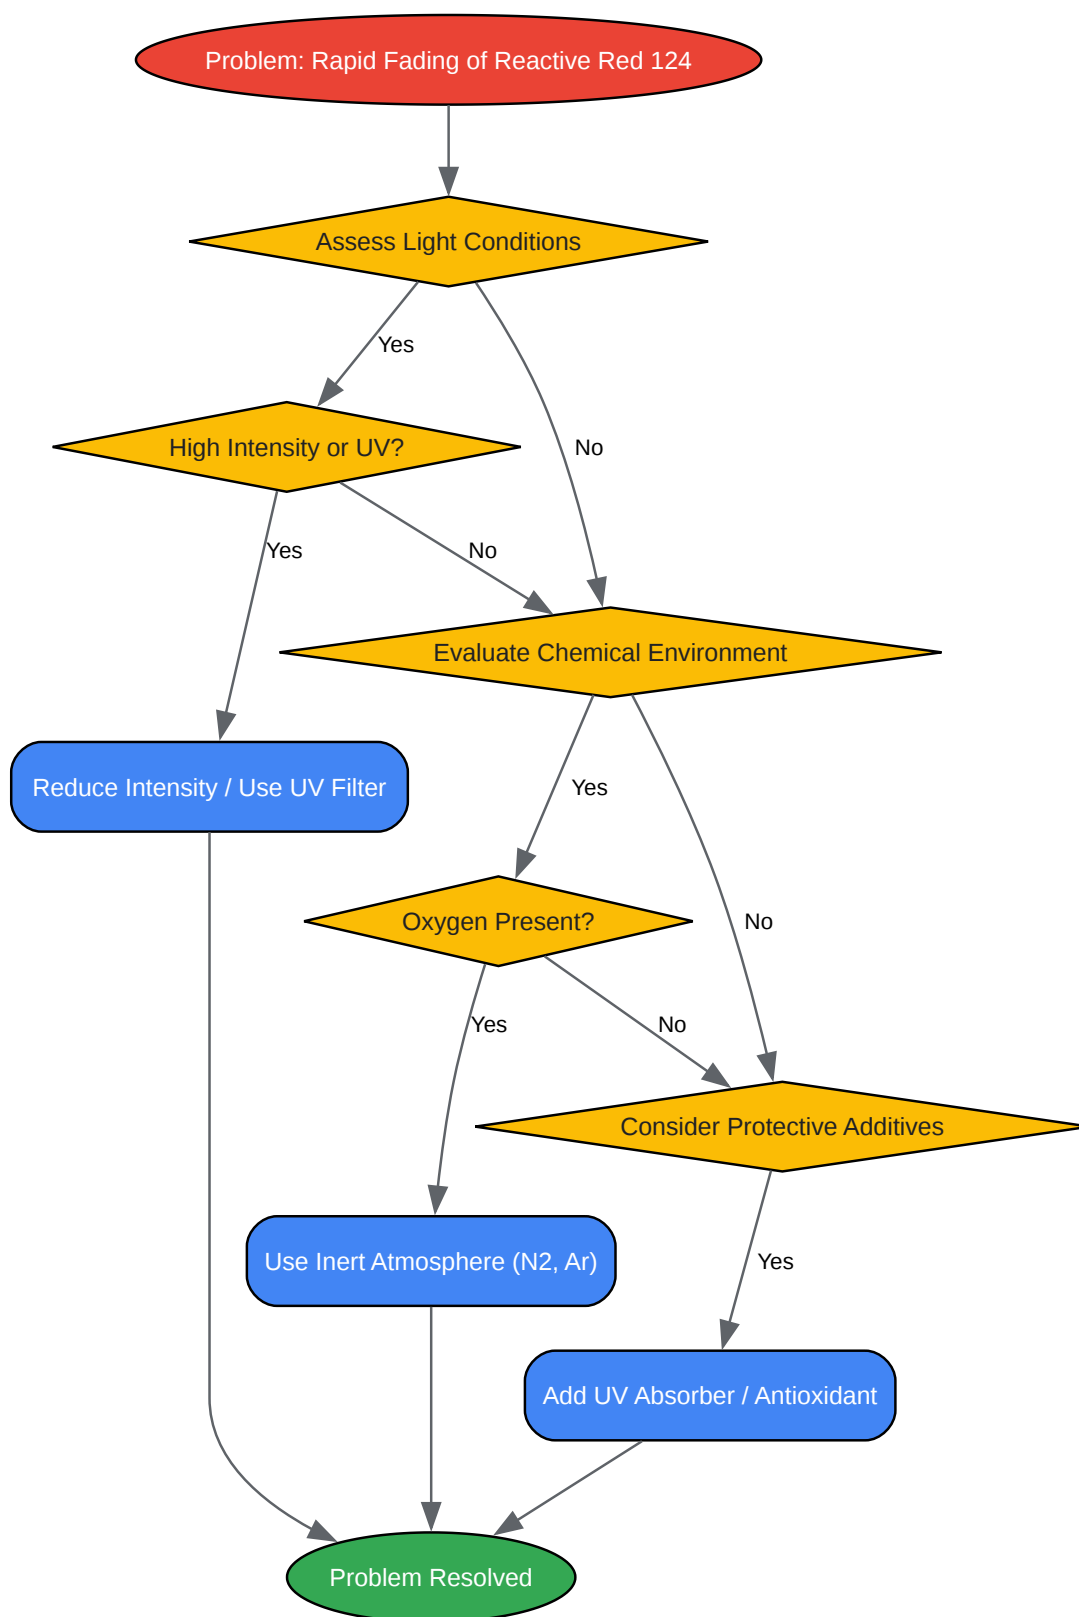 Problem: Rapid Fading of Reactive Red 124
Assess Light Conditions
Yes
High Intensity or UV?
No
Yes
No
Evaluate Chemical Environment
Reduce Intensity / Use UV Filter
Yes
Oxygen Present?
No
Yes
No
Consider Protective Additives
Use Inert Atmosphere (N2, Ar)
Yes
Add UV Absorber / Antioxidant
Problem Resolved